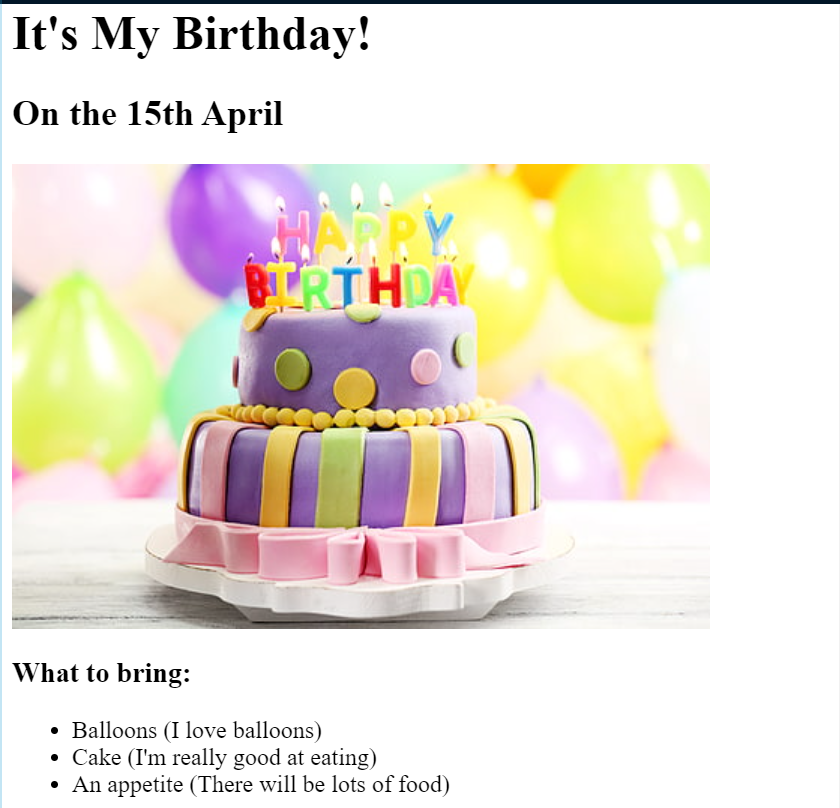 It's My Birthday!
On the 15th April
HAPPY
BIRTHDAY
What to bring:
Balloons (I love balloons)
Cake (I'm really good at eating)
An appetite (There will be lots of food)